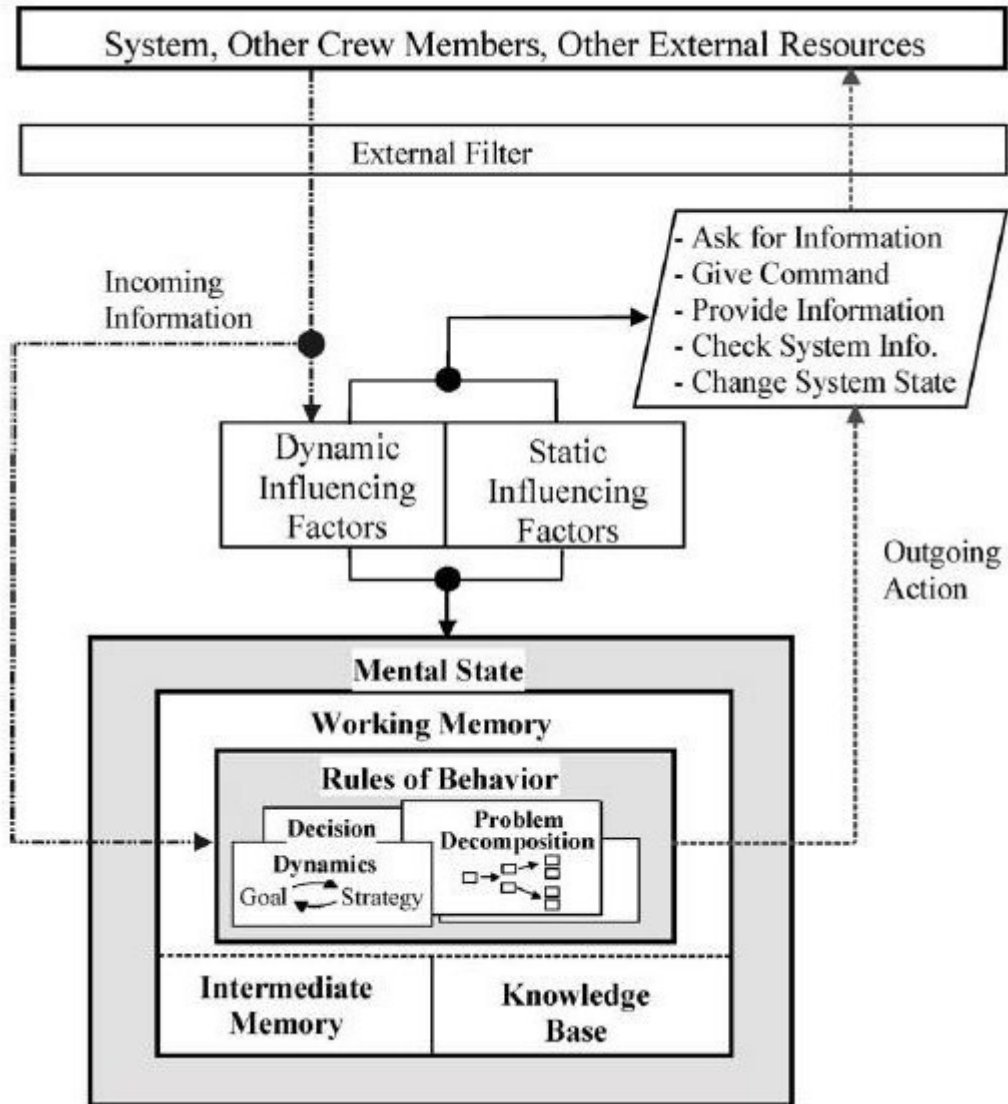 System, Other Crew Members, Other External Resources
External Filter
- Ask for Information
- Give Command
- Provide Information
- Check System Info.
- Change System State
Incoming
Information
Dynamic
Influencing
Factors
Static
Influencing
Factors
Outgoing
Action
Mental State
Working Memory
Rules of Behavior
Decision
Dynamics
Goal
Strategy
Problem
Decomposition
Intermediate
Memory
Knowledge
Base